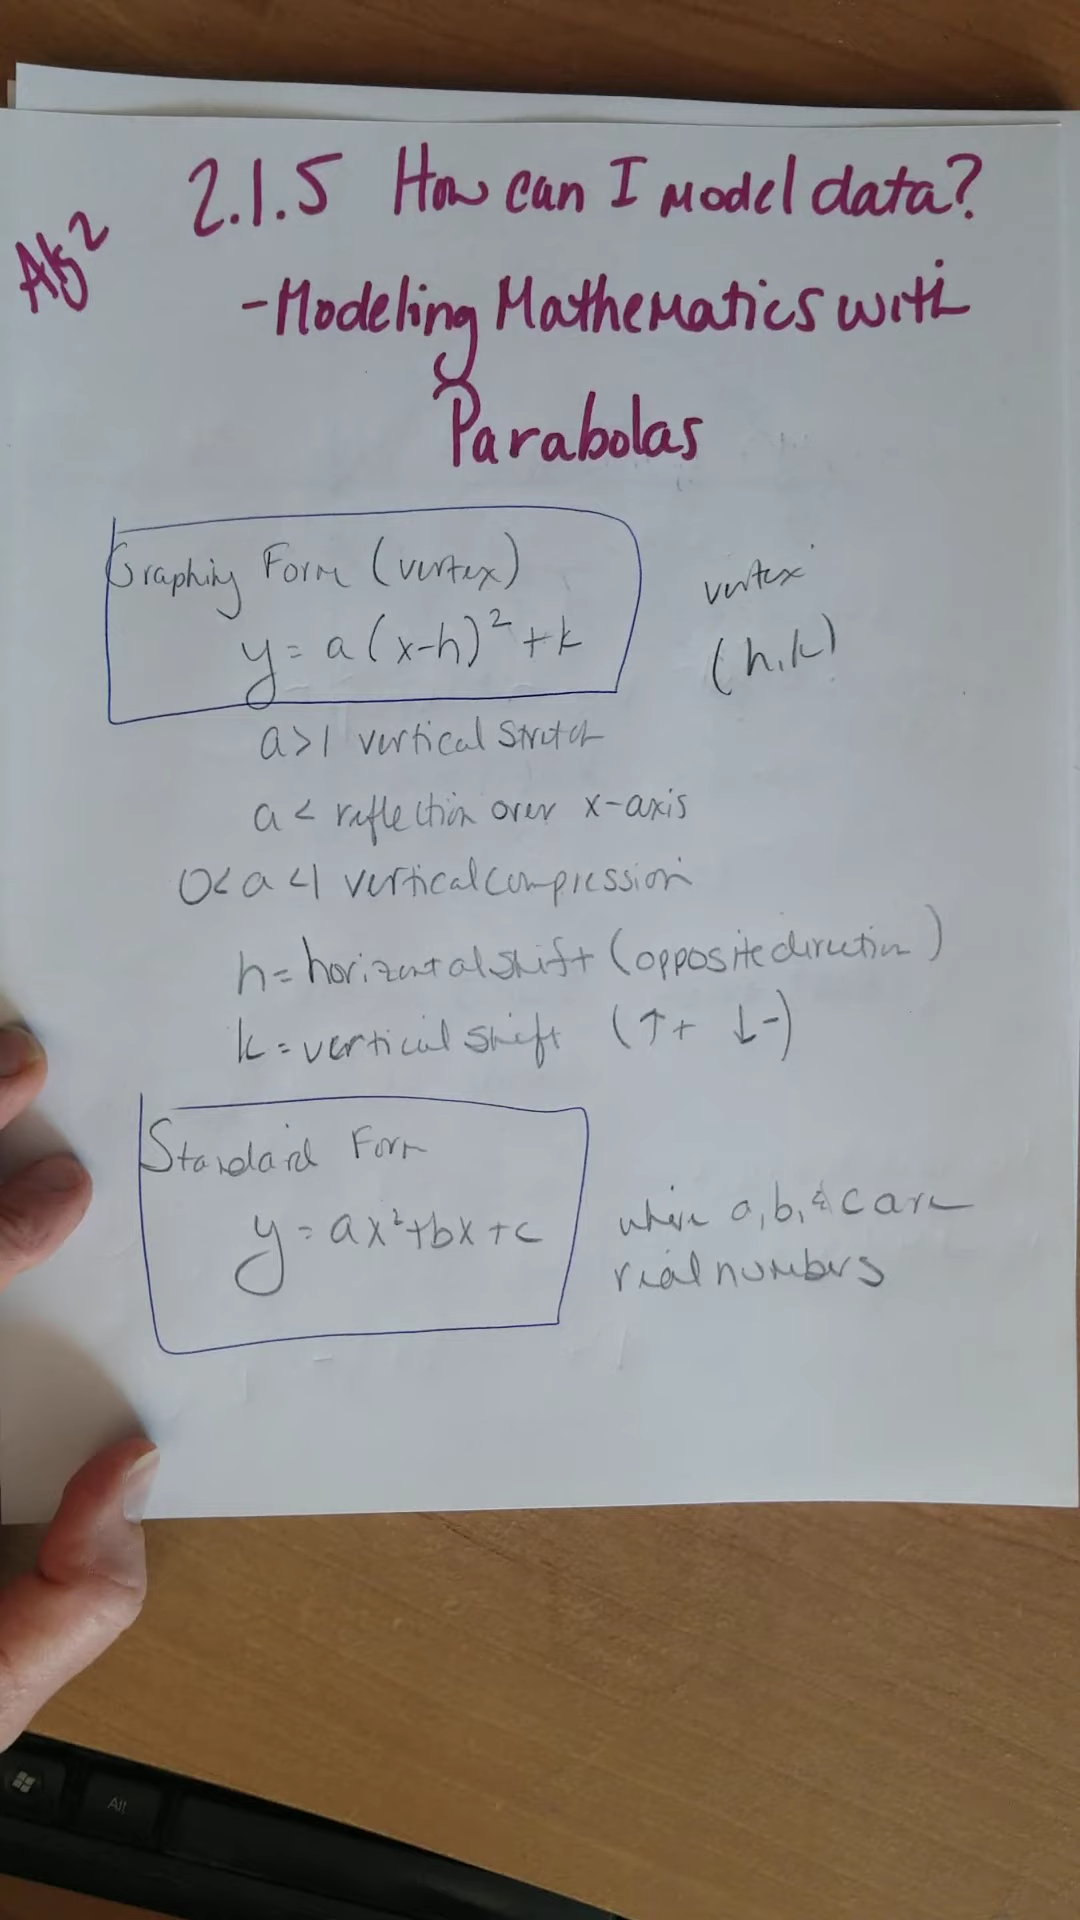 Alg 2
2.1.5 How can I model data?
-Modeling Mathematics with
Parabolas
Graphing Form (vertex)
y = a(x-h)² + k
vertex
(h,k)
a>1 vertical stretch
a < reflection over x-axis
0<a<1 vertical compression
h = horizontal shift (opposite direction)
k = vertical shift (↑+ ↓-)
Standard Form
y = ax²+bx+c
where a, b, & c are
real numbers
Alt